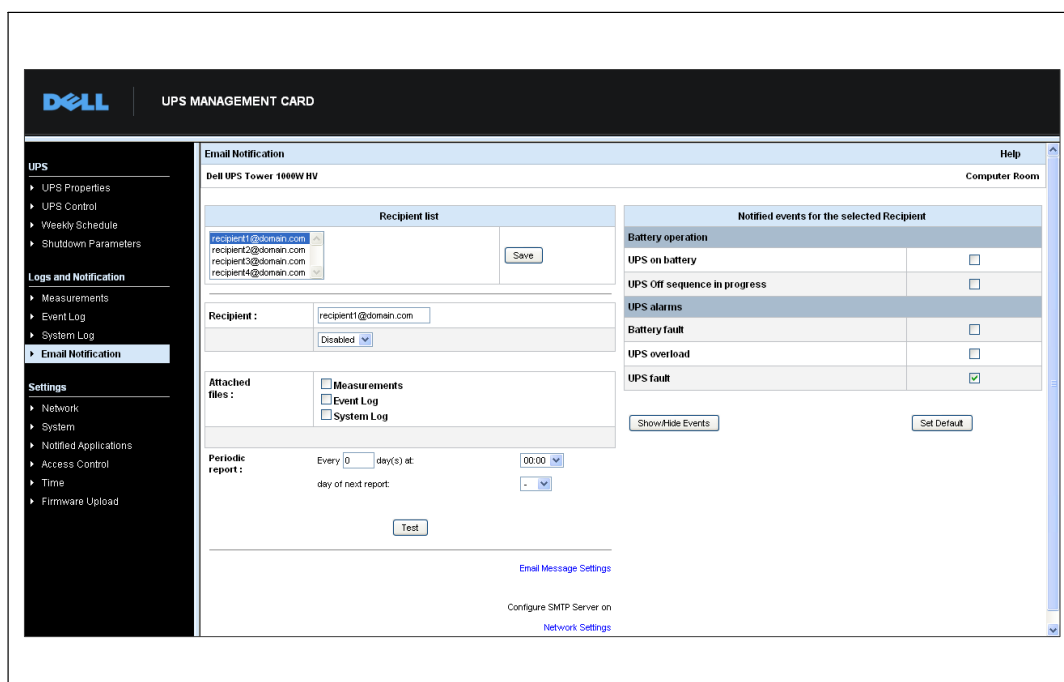 DELL
UPS MANAGEMENT CARD
UPS
UPS Properties
UPS Control
Weekly Schedule
Shutdown Parameters
Logs and Notification
Measurements
Event Log
System Log
Email Notification
Settings
Network
System
Notified Applications
Access Control
Time
Firmware Upload
Email Notification Help
Dell UPS Tower 1000W HV Computer Room
Recipient list
recipient1@domain.com
recipient2@domain.com
recipient3@domain.com
recipient4@domain.com
Save
Recipient : recipient1@domain.com
Disabled
Attached files :
Measurements
Event Log
System Log
Periodic report :
Every 0 day(s) at: 00:00
day of next report: -
Test
Email Message Settings
Configure SMTP Server on
Network Settings
Notified events for the selected Recipient
Battery operation
UPS on battery
UPS Off sequence in progress
UPS alarms
Battery fault
UPS overload
UPS fault
Show/Hide Events Set Default